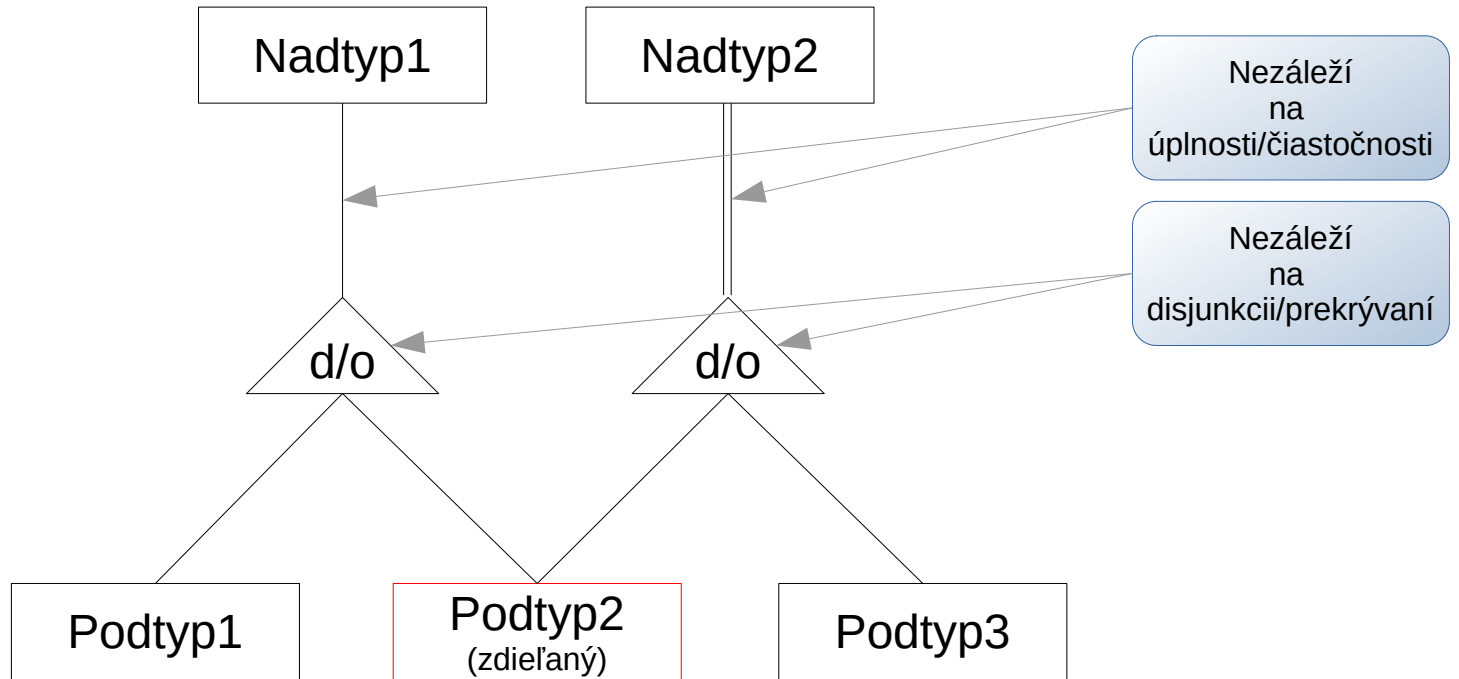 Nadtyp1
Nadtyp2
Nezáleží
na
úplnosti/čiastočnosti
Nezáleží
na
disjunkcii/prekrývaní
d/o
d/o
Podtyp1
Podtyp2
(zdieľaný)
Podtyp3